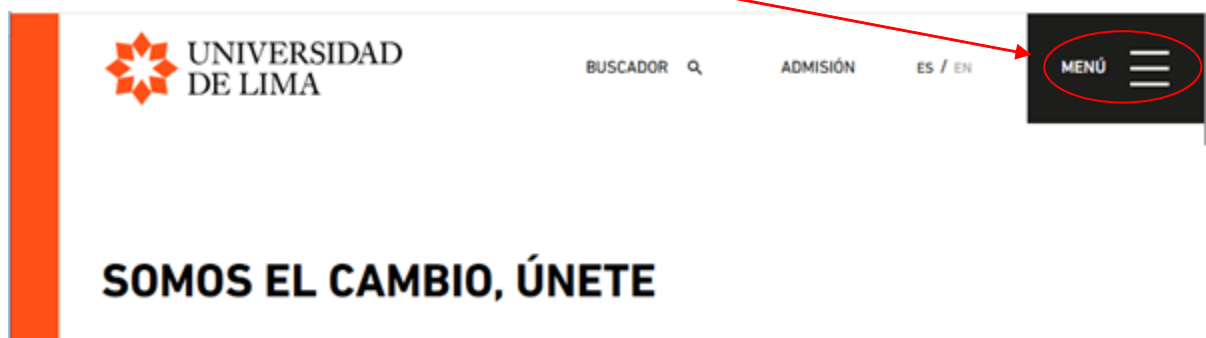 UNIVERSIDAD
DE LIMA
BUSCADOR
ADMISIÓN
ES / EN
MENÚ
SOMOS EL CAMBIO, ÚNETE